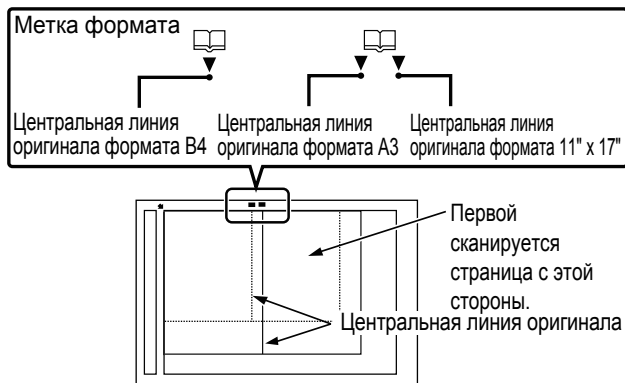 Метка формата
Центральная линия
оригинала формата B4
Центральная линия
оригинала формата A3
Центральная линия
оригинала формата 11" x 17"
Первой
сканируется
страница с этой
стороны.
Центральная линия оригинала